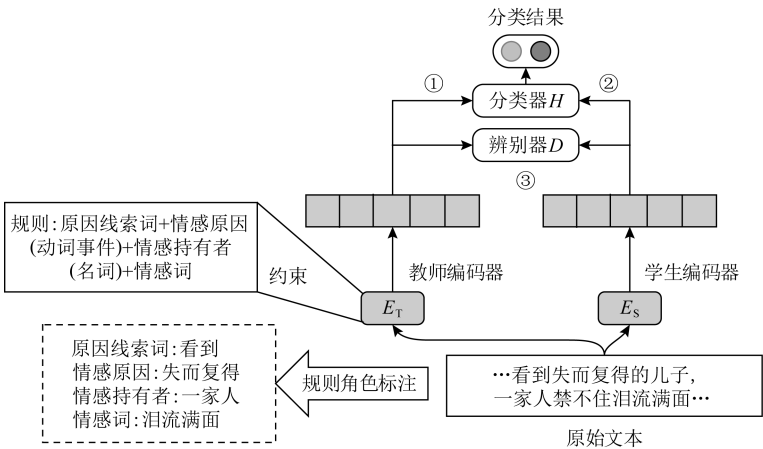 分类结果
①
②
分类器H
辨别器D
③
规则:原因线索词+情感原因
(动词事件)+情感持有者
(名词)+情感词
约束
教师编码器
学生编码器
E_T
E_S
原因线索词:看到
情感原因:失而复得
情感持有者:一家人
情感词:泪流满面
规则角色标注
…看到失而复得的儿子,
一家人禁不住泪流满面…
原始文本